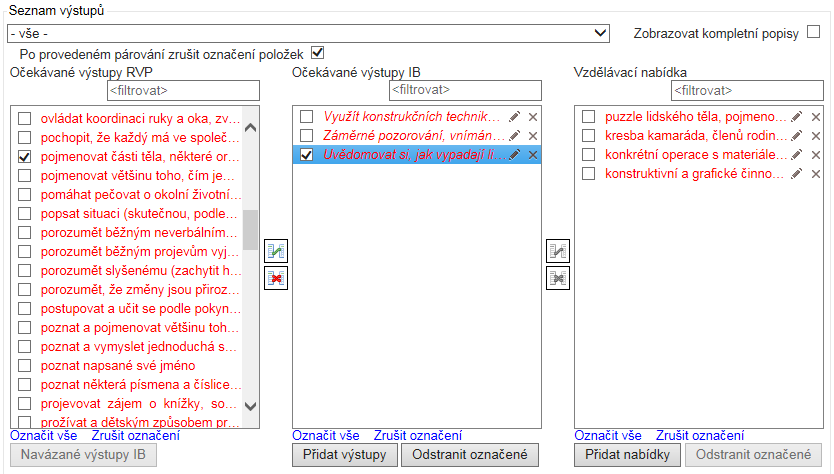 Seznam výstupů
- vše -
Zobrazovat kompletní popisy
Po provedeném párování zrušit označení položek
Očekávané výstupy RVP
<filtrovat>
ovládat koordinaci ruky a oka, zv...
pochopit, že každý má ve společ...
pojmenovat části těla, některé or...
pojmenovat většinu toho, čím je...
pomáhat pečovat o okolní životní...
popsat situaci (skutečnou, podle...
porozumět běžným neverbálním...
porozumět běžným projevům vyj...
porozumět slyšenému (zachytit h...
porozumět, že změny jsou přiroz...
postupovat a učit se podle pokyn...
poznat a pojmenovat většinu toh...
poznat a vymyslet jednoduchá s...
poznat napsané své jméno
poznat některá písmena a číslice...
projevovat zájem o knížky, so...
prožívat a dětským způsobem pr...
Označit vše Zrušit označení
Navázané výstupy IB
Očekávané výstupy IB
<filtrovat>
Využít konstrukčních technik...
Záměrné pozorování, vnímán...
Uvědomovat si, jak vypadají li...
Označit vše Zrušit označení
Přidat výstupy Odstranit označené
Vzdělávací nabídka
<filtrovat>
puzzle lidského těla, pojmeno...
kresba kamaráda, členů rodin...
konkrétní operace s materiále...
konstruktivní a grafické činno...
Označit vše Zrušit označení
Přidat nabídky Odstranit označené